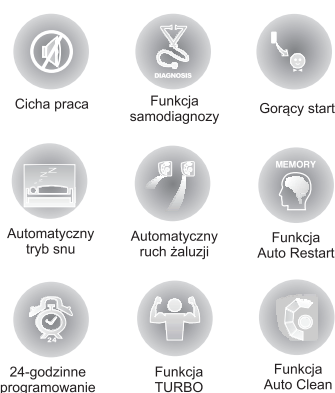 DIAGNOSIS
Cicha praca
Funkcja
samodiagnozy
Gorący start
Z Z Z
MEMORY
Automatyczny
tryb snu
Automatyczny
ruch żaluzji
Funkcja
Auto Restart
24
24-godzinne
programowanie
Funkcja
TURBO
Funkcja
Auto Clean